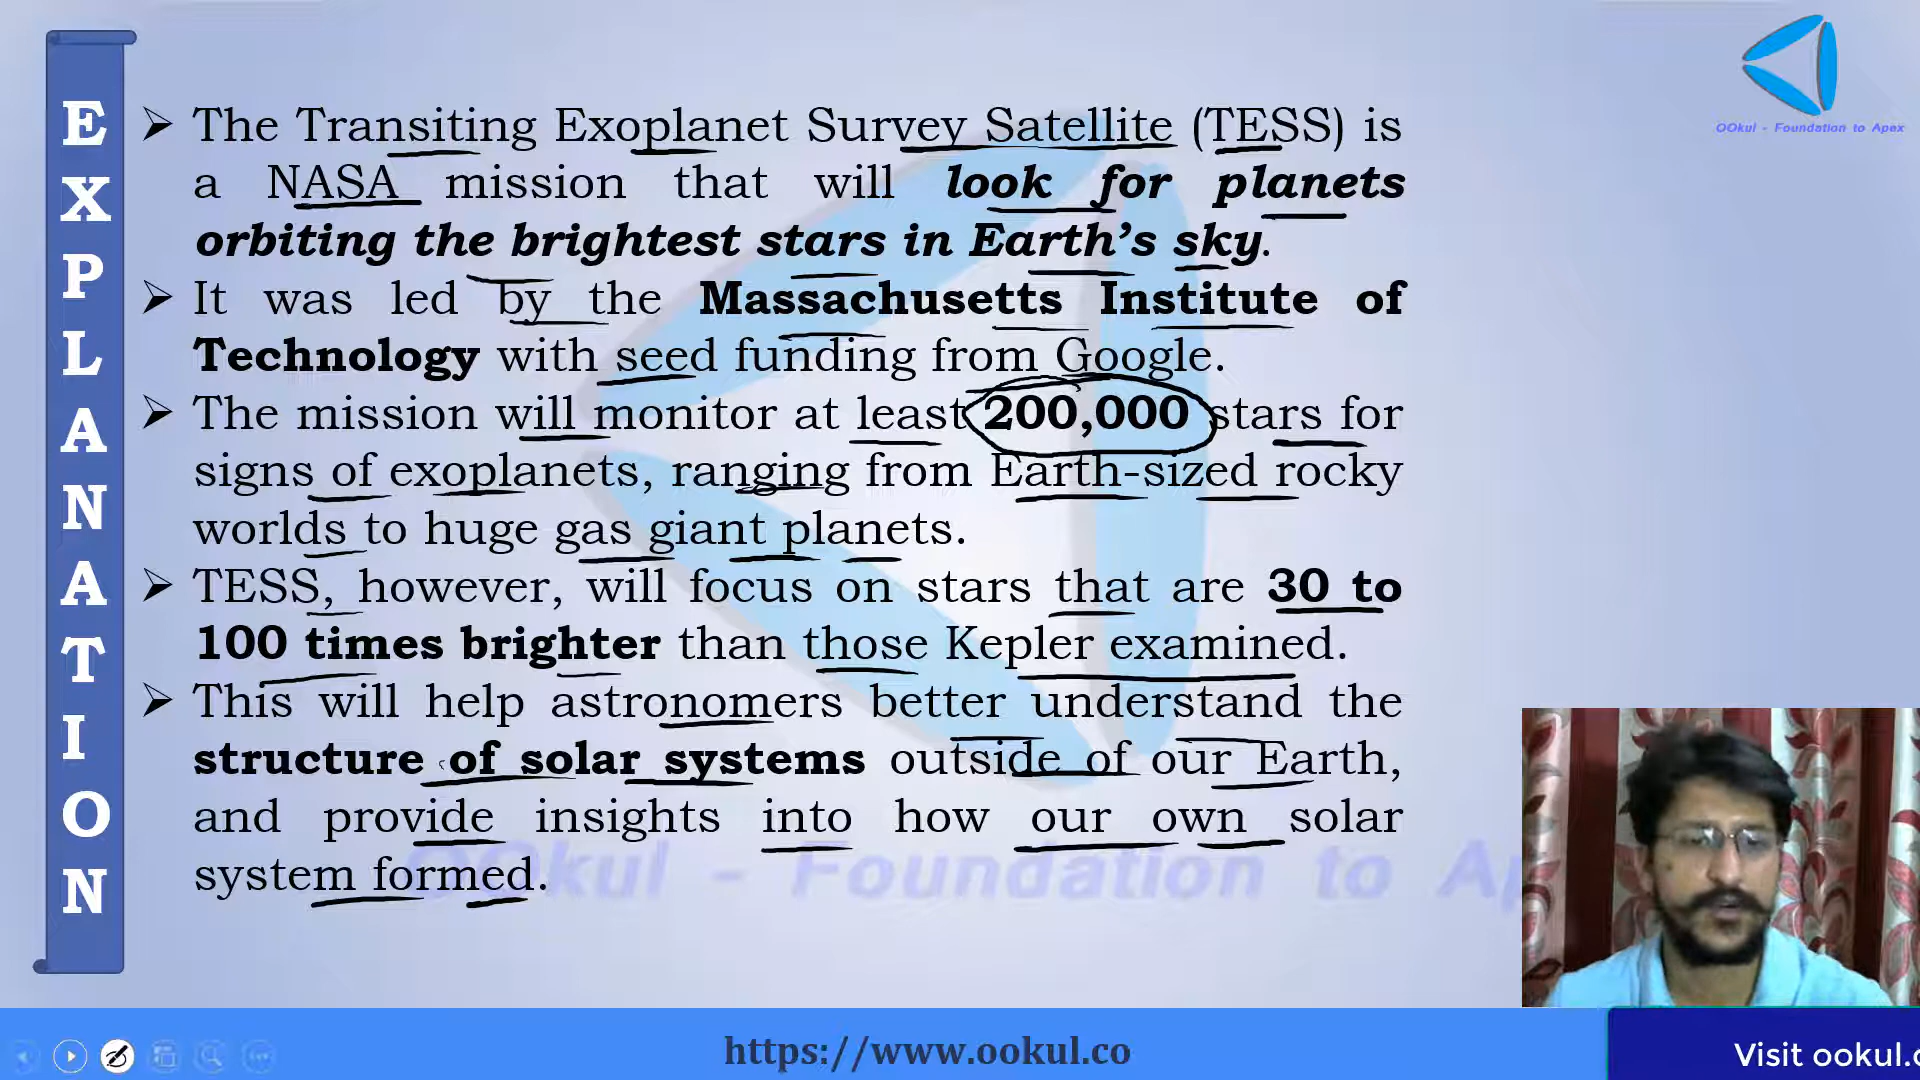 OOkul - Foundation to Apex
EXPLANATION
➢ The Transiting Exoplanet Survey Satellite (TESS) is
a NASA mission that will look for planets
orbiting the brightest stars in Earth's sky.
➢ It was led by the Massachusetts Institute of
Technology with seed funding from Google.
➢ The mission will monitor at least 200,000 stars for
signs of exoplanets, ranging from Earth-sized rocky
worlds to huge gas giant planets.
➢ TESS, however, will focus on stars that are 30 to
100 times brighter than those Kepler examined.
➢ This will help astronomers better understand the
structure of solar systems outside of our Earth,
and provide insights into how our own solar
system formed.
OOkul - Foundation to Ap
https://www.ookul.co
Visit ookul.c